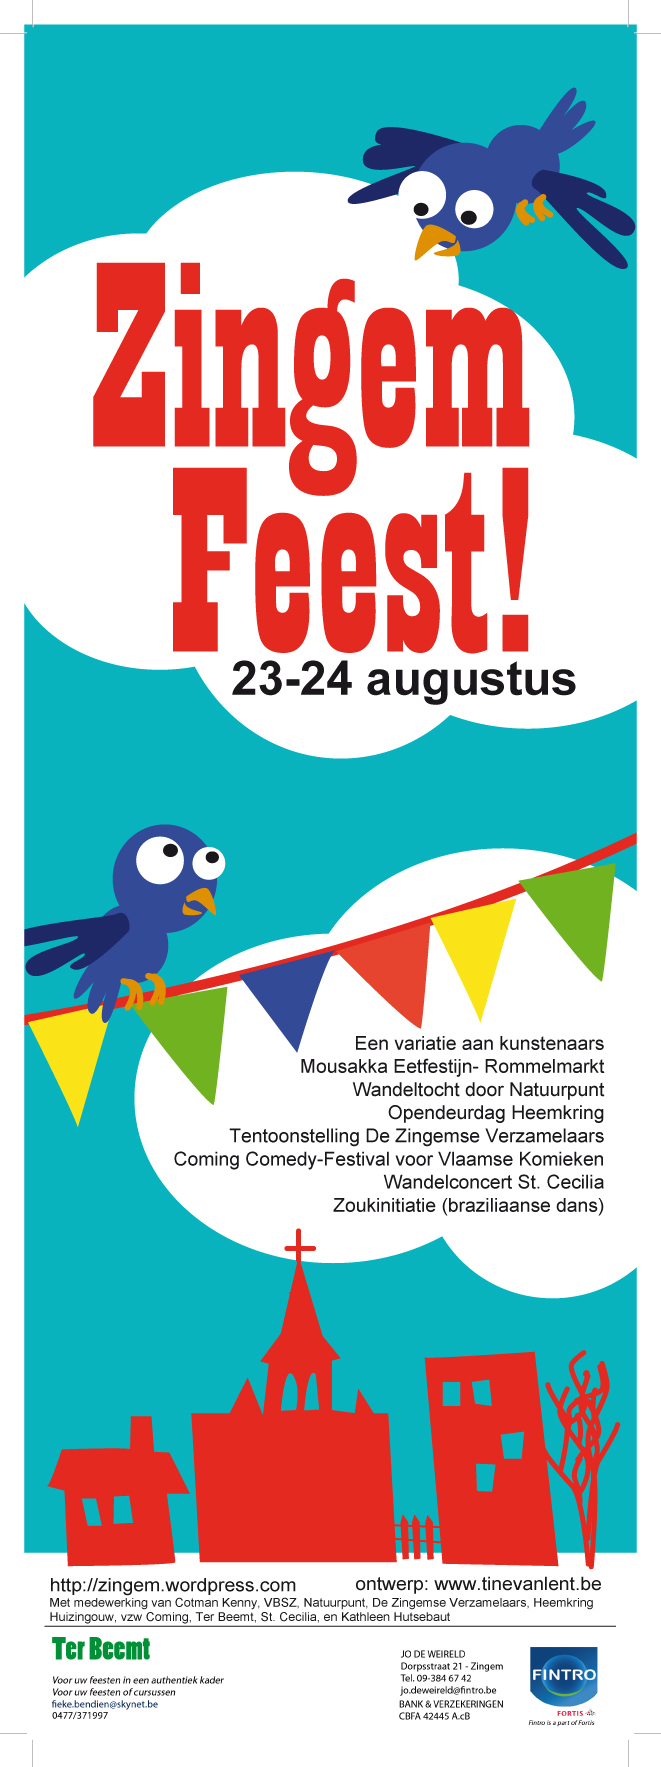 Zingem
Feest!
23-24 augustus
Een variatie aan kunstenaars
Mousakka Eetfestijn- Rommelmarkt
Wandeltocht door Natuurpunt
Opendeurdag Heemkring
Tentoonstelling De Zingemse Verzamelaars
Coming Comedy-Festival voor Vlaamse Komieken
Wandelconcert St. Cecilia
Zoukinitiatie (braziliaanse dans)
http://zingem.wordpress.com
ontwerp: www.tinevanlent.be
Met medewerking van Cotman Kenny, VBSZ, Natuurpunt, De Zingemse Verzamelaars, Heemkring
Huizingouw, vzw Coming, Ter Beemt, St. Cecilia, en Kathleen Hutsebaut
Ter Beemt
Voor uw feesten in een authentiek kader
Voor uw feesten of cursussen
fieke.bendien@skynet.be
0477/371997
JO DE WEIRELD
Dorpsstraat 21 - Zingem
Tel. 09-384 67 42
jo.deweireld@fintro.be
BANK & VERZEKERINGEN
CBFA 42445 A.cB
FINTRO
FORTIS
Fintro is a part of Fortis